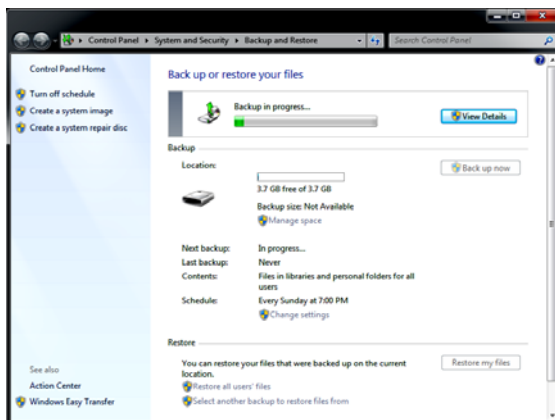 Control Panel ▸ System and Security ▸ Backup and Restore
Search Control Panel
Control Panel Home
Turn off schedule
Create a system image
Create a system repair disc
Back up or restore your files
Backup in progress...
View Details
Backup
Location:
Back up now
3.7 GB free of 3.7 GB
Backup size: Not Available
Manage space
Next backup: In progress...
Last backup: Never
Contents: Files in libraries and personal folders for all
users
Schedule: Every Sunday at 7:00 PM
Change settings
Restore
You can restore your files that were backed up on the current
location.
Restore my files
Restore all users' files
Select another backup to restore files from
See also
Action Center
Windows Easy Transfer